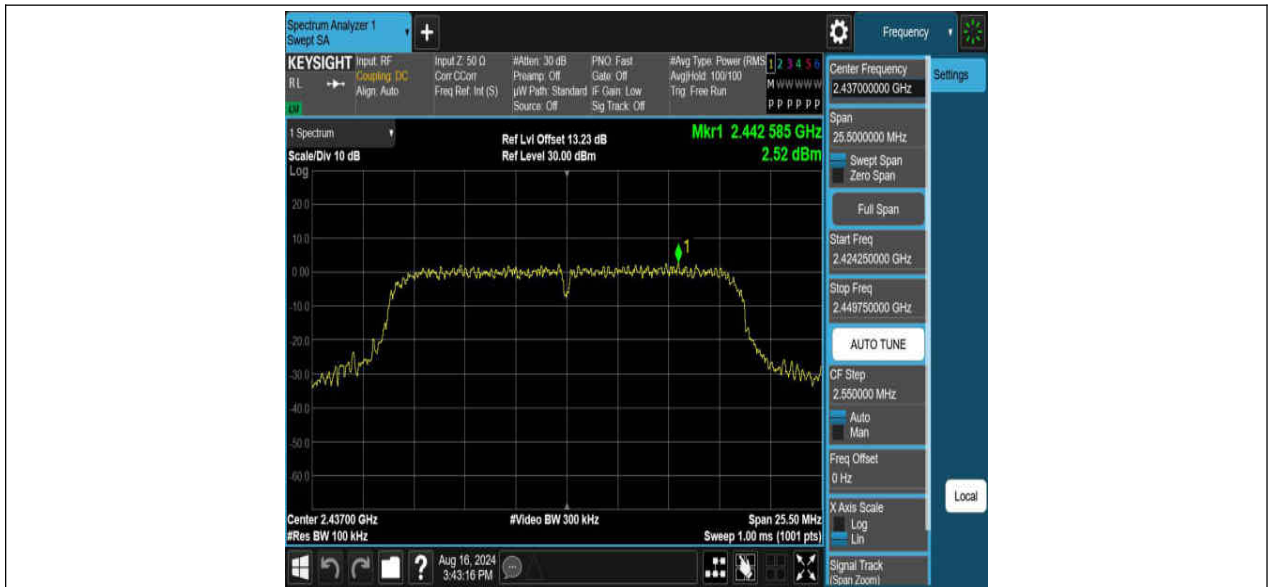 Spectrum Analyzer 1
Swept SA
+
Frequency
KEYSIGHT
RL
Input: RF
Coupling: DC
Align: Auto
Input Z: 50 Ω
Corr CCorr
Freq Ref: Int (S)
#Atten: 30 dB
Preamp: Off
µW Path: Standard
Source: Off
PNO: Fast
Gate: Off
IF Gain: Low
Sig Track: Off
#Avg Type: Power (RMS
Avg|Hold: 100/100
Trig: Free Run
1 2 3 4 5 6
M W W W W W
P P P P P P
Center Frequency
2.437000000 GHz
Settings
Span
25.5000000 MHz
Swept Span
Zero Span
Full Span
Start Freq
2.424250000 GHz
Stop Freq
2.449750000 GHz
AUTO TUNE
CF Step
2.550000 MHz
Auto
Man
Freq Offset
0 Hz
X Axis Scale
Log
Lin
Signal Track
(Span Zoom)
Local
1 Spectrum
Scale/Div 10 dB
Log
Ref Lvl Offset 13.23 dB
Ref Level 30.00 dBm
Mkr1 2.442 585 GHz
2.52 dBm
20.0
10.0
0.00
-10.0
-20.0
-30.0
-40.0
-50.0
-60.0
1
Center 2.43700 GHz
#Res BW 100 kHz
#Video BW 300 kHz
Span 25.50 MHz
Sweep 1.00 ms (1001 pts)
?
Aug 16, 2024
3:43:16 PM